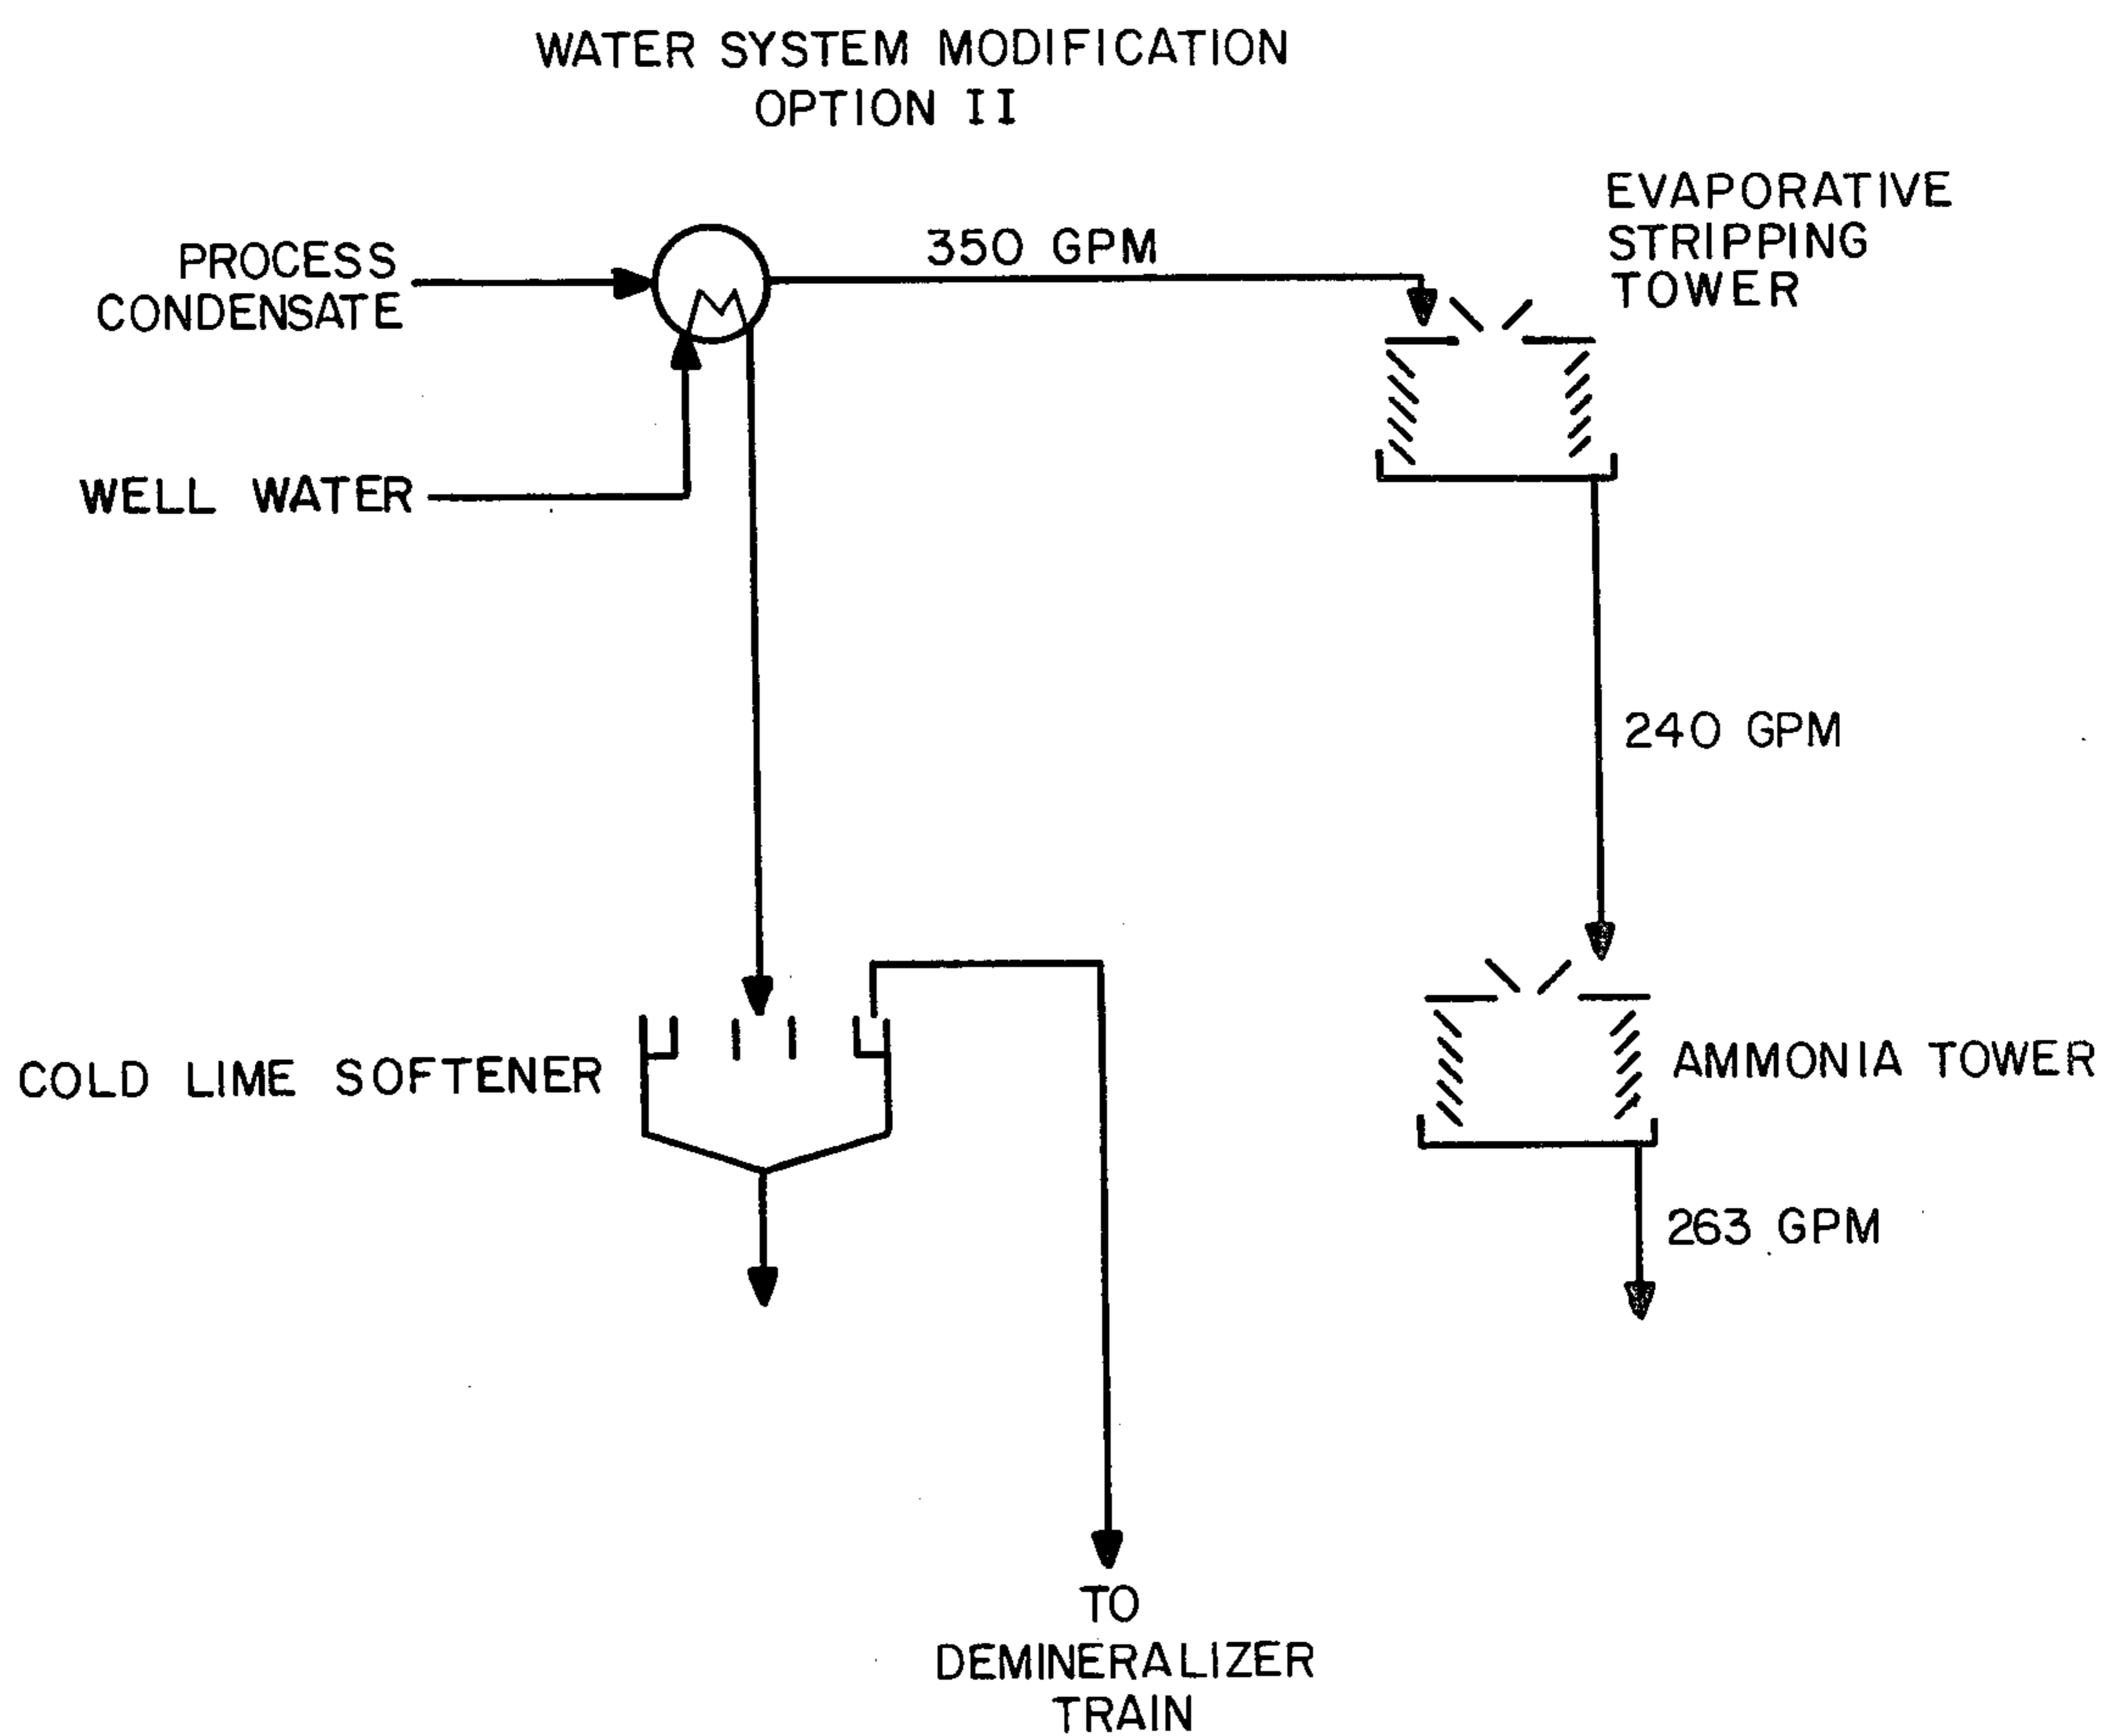 WATER SYSTEM MODIFICATION
OPTION II
EVAPORATIVE
STRIPPING
TOWER
PROCESS
CONDENSATE
350 GPM
WELL WATER
240 GPM
COLD LIME SOFTENER
AMMONIA TOWER
263 GPM
TO
DEMINERALIZER
TRAIN